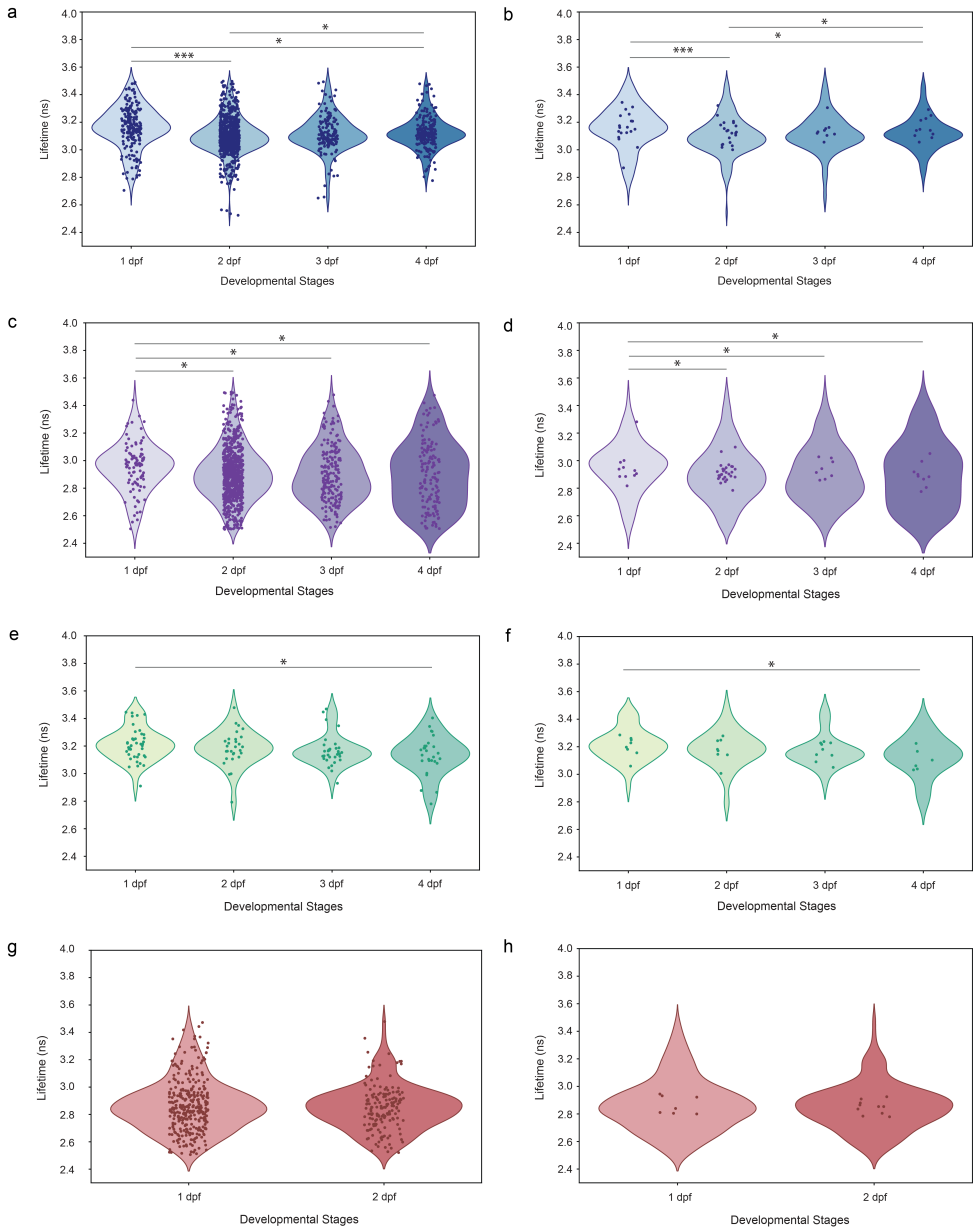 a
4.0
3.8
3.6
3.4
3.2
3.0
2.8
2.6
2.4
Lifetime (ns)
*
*
***
1 dpf 2 dpf 3 dpf 4 dpf
Developmental Stages
b
4.0
3.8
3.6
3.4
3.2
3.0
2.8
2.6
2.4
Lifetime (ns)
*
*
***
1 dpf 2 dpf 3 dpf 4 dpf
Developmental Stages
c
4.0
3.8
3.6
3.4
3.2
3.0
2.8
2.6
2.4
Lifetime (ns)
*
*
*
1 dpf 2 dpf 3 dpf 4 dpf
Developmental Stages
d
4.0
3.8
3.6
3.4
3.2
3.0
2.8
2.6
2.4
Lifetime (ns)
*
*
*
1 dpf 2 dpf 3 dpf 4 dpf
Developmental Stages
e
4.0
3.8
3.6
3.4
3.2
3.0
2.8
2.6
2.4
Lifetime (ns)
*
1 dpf 2 dpf 3 dpf 4 dpf
Developmental Stages
f
4.0
3.8
3.6
3.4
3.2
3.0
2.8
2.6
2.4
Lifetime (ns)
*
1 dpf 2 dpf 3 dpf 4 dpf
Developmental Stages
g
4.0
3.8
3.6
3.4
3.2
3.0
2.8
2.6
2.4
Lifetime (ns)
1 dpf 2 dpf
Developmental Stages
h
4.0
3.8
3.6
3.4
3.2
3.0
2.8
2.6
2.4
Lifetime (ns)
1 dpf 2 dpf
Developmental Stages